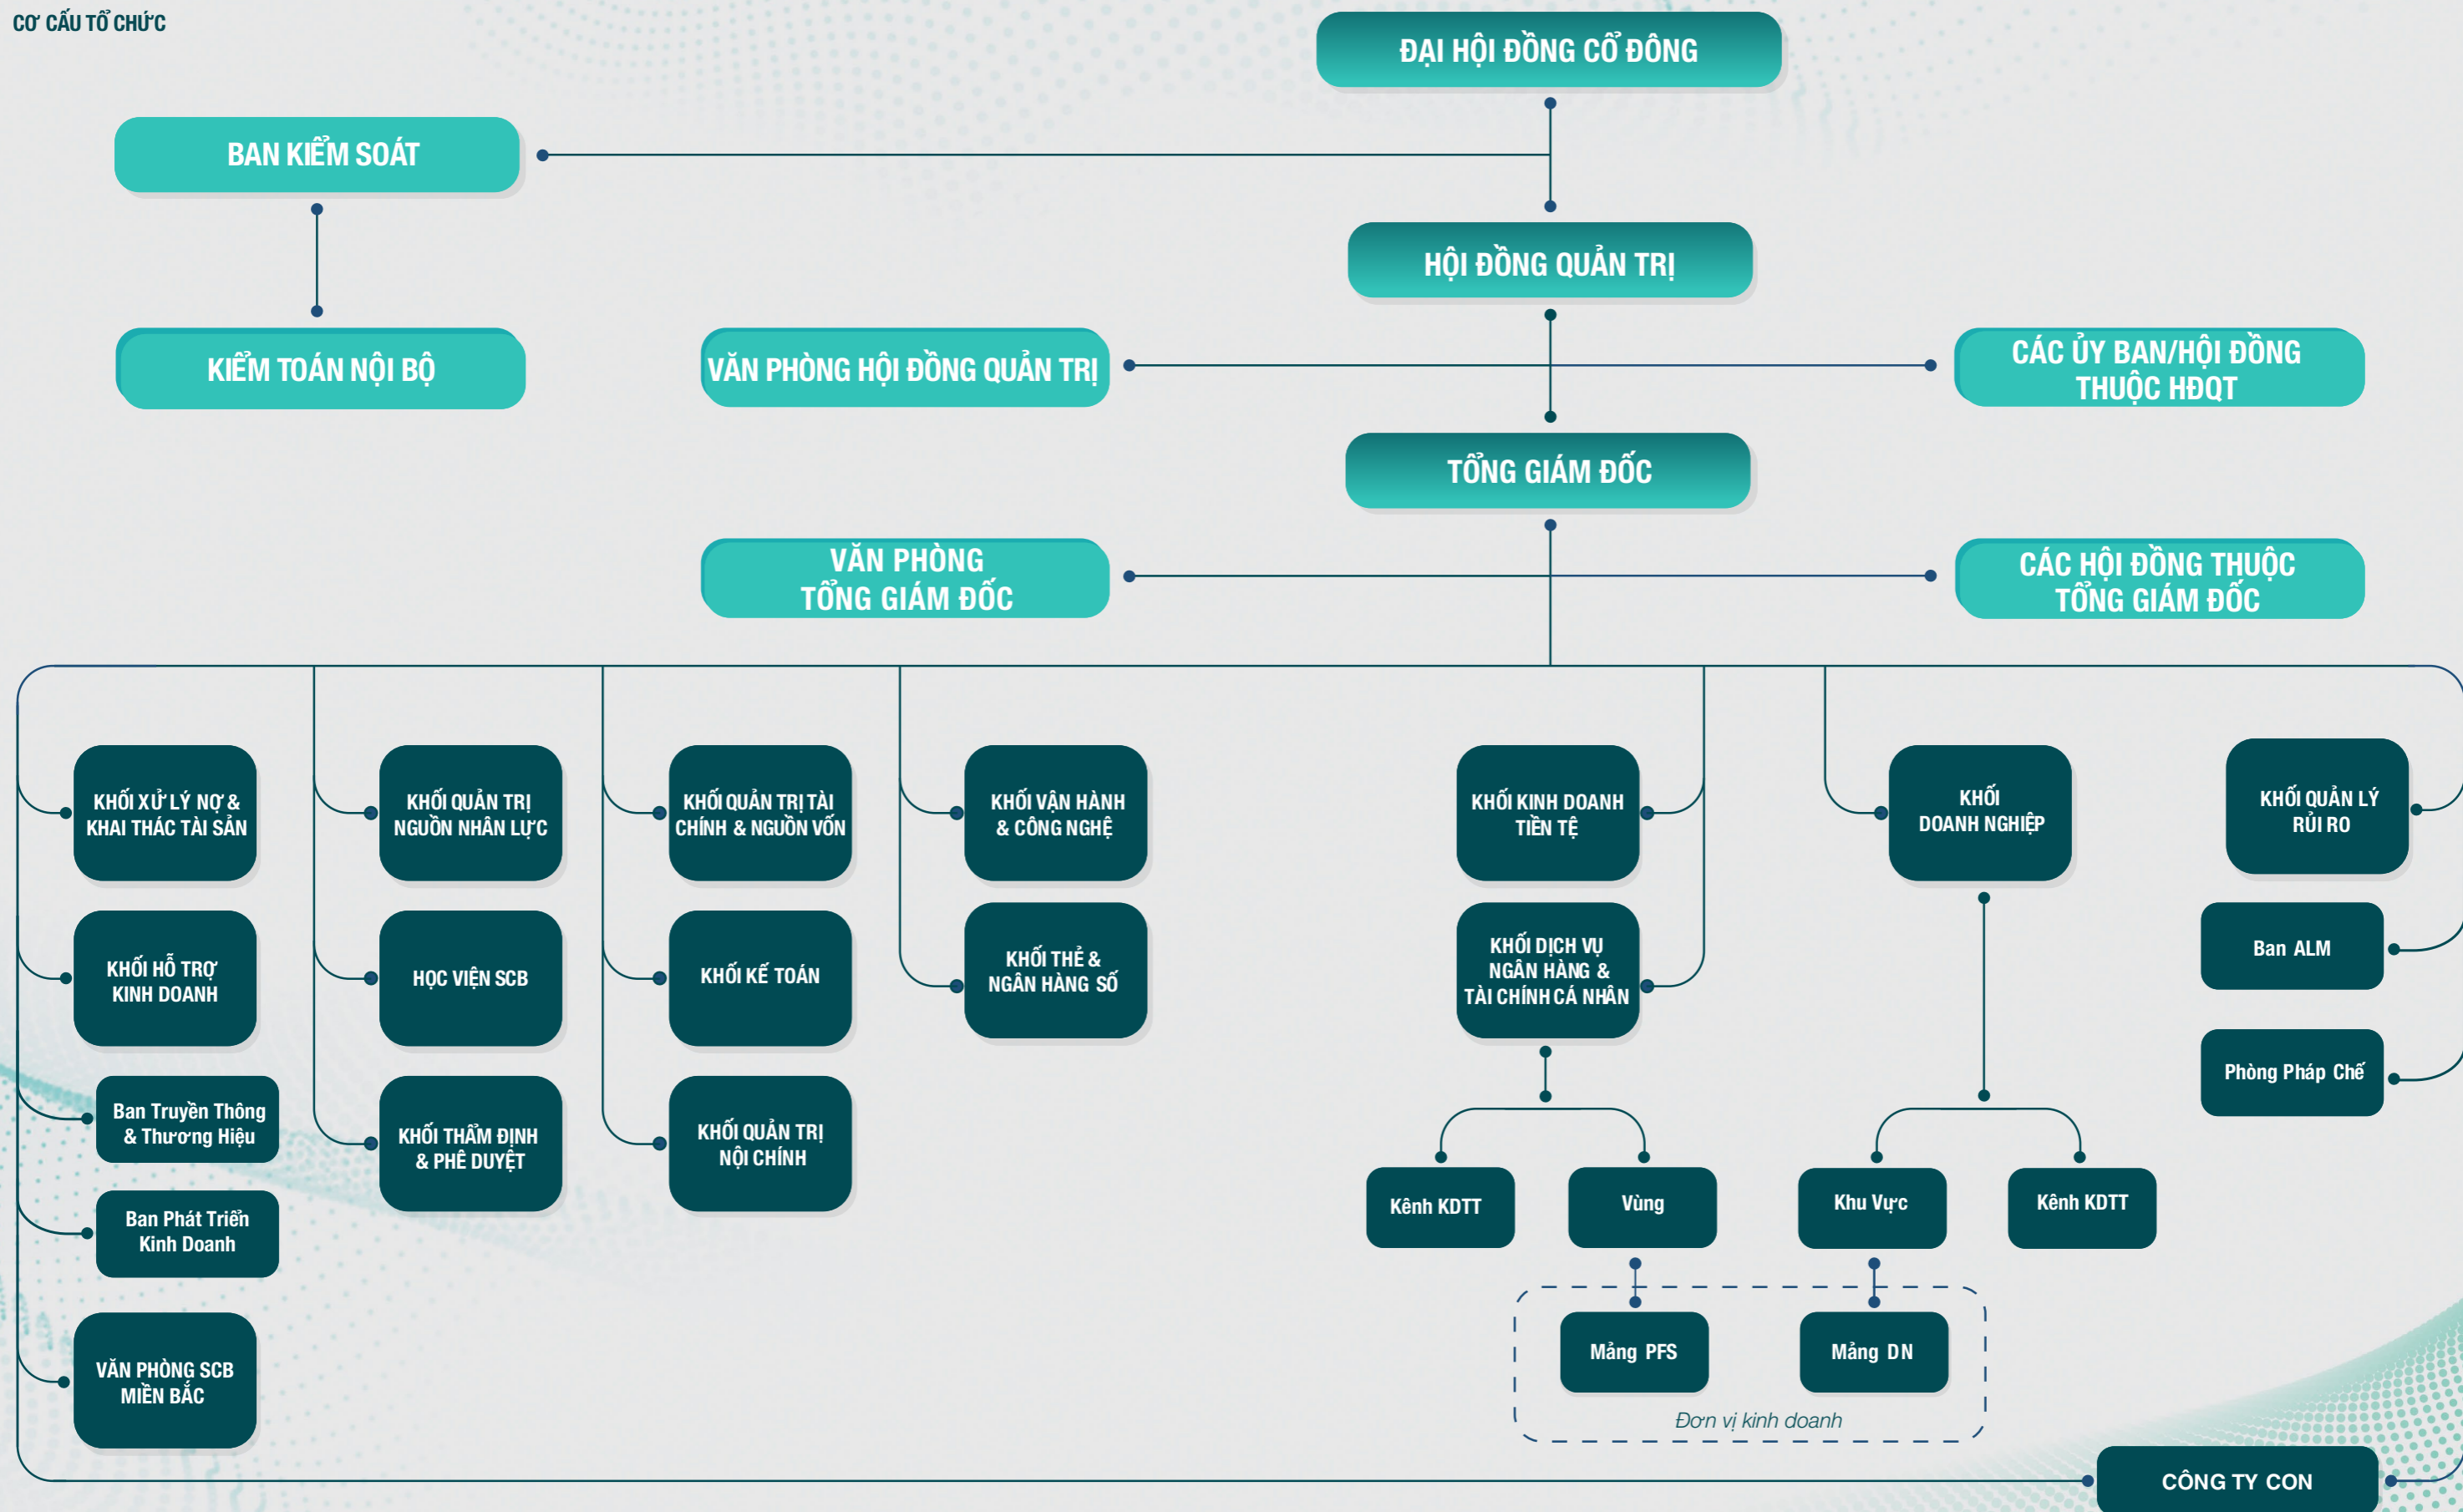 CƠ CẤU TỔ CHỨC
ĐẠI HỘI ĐỒNG CỔ ĐÔNG
BAN KIỂM SOÁT
HỘI ĐỒNG QUẢN TRỊ
KIỂM TOÁN NỘI BỘ
VĂN PHÒNG HỘI ĐỒNG QUẢN TRỊ
CÁC ỦY BAN/HỘI ĐỒNG
THUỘC HĐQT
TỔNG GIÁM ĐỐC
VĂN PHÒNG
TỔNG GIÁM ĐỐC
CÁC HỘI ĐỒNG THUỘC
TỔNG GIÁM ĐỐC
KHỐI XỬ LÝ NỢ &
KHAI THÁC TÀI SẢN
KHỐI QUẢN TRỊ
NGUỒN NHÂN LỰC
KHỐI QUẢN TRỊ TÀI
CHÍNH & NGUỒN VỐN
KHỐI VẬN HÀNH
& CÔNG NGHỆ
KHỐI KINH DOANH
TIỀN TỆ
KHỐI
DOANH NGHIỆP
KHỐI QUẢN LÝ
RỦI RO
KHỐI HỖ TRỢ
KINH DOANH
HỌC VIỆN SCB
KHỐI KẾ TOÁN
KHỐI THẺ &
NGÂN HÀNG SỐ
KHỐI DỊCH VỤ
NGÂN HÀNG &
TÀI CHÍNH CÁ NHÂN
Ban ALM
Ban Truyền Thông
& Thương Hiệu
KHỐI THẨM ĐỊNH
& PHÊ DUYỆT
KHỐI QUẢN TRỊ
NỘI CHÍNH
Phòng Pháp Chế
Ban Phát Triển
Kinh Doanh
Kênh KDTT
Vùng
Khu Vực
Kênh KDTT
VĂN PHÒNG SCB
MIỀN BẮC
Mảng PFS
Mảng DN
Đơn vị kinh doanh
CÔNG TY CON